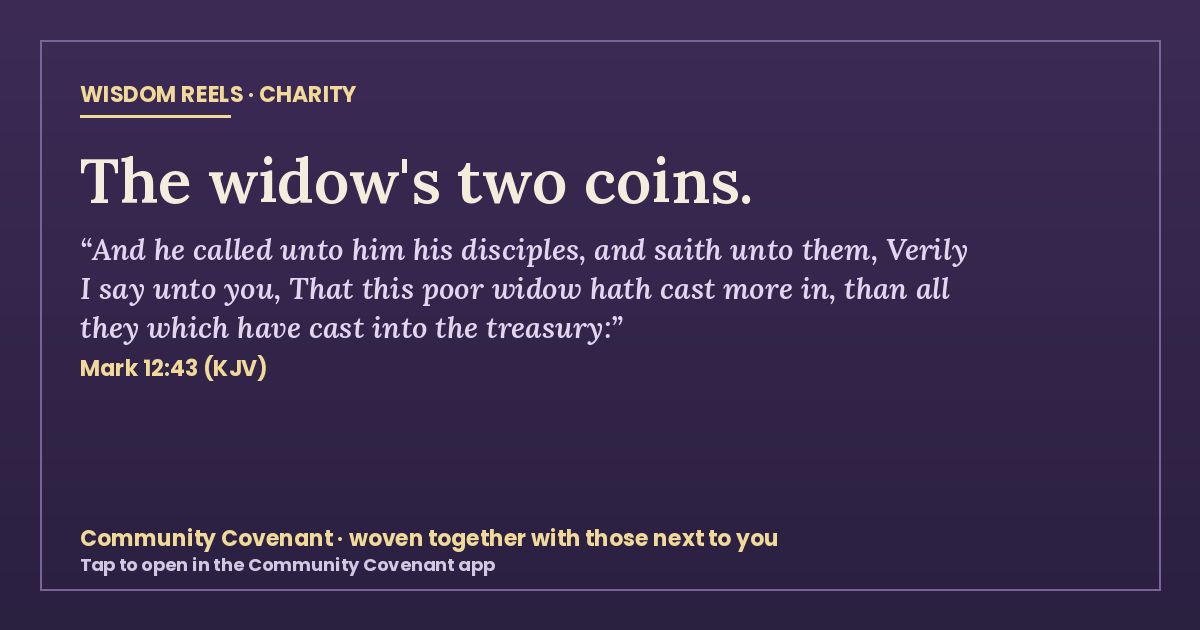 WISDOM REELS · CHARITY
The widow's two coins.
“And he called unto him his disciples, and saith unto them, Verily
I say unto you, That this poor widow hath cast more in, than all
they which have cast into the treasury:”
Mark 12:43 (KJV)
Community Covenant · woven together with those next to you
Tap to open in the Community Covenant app